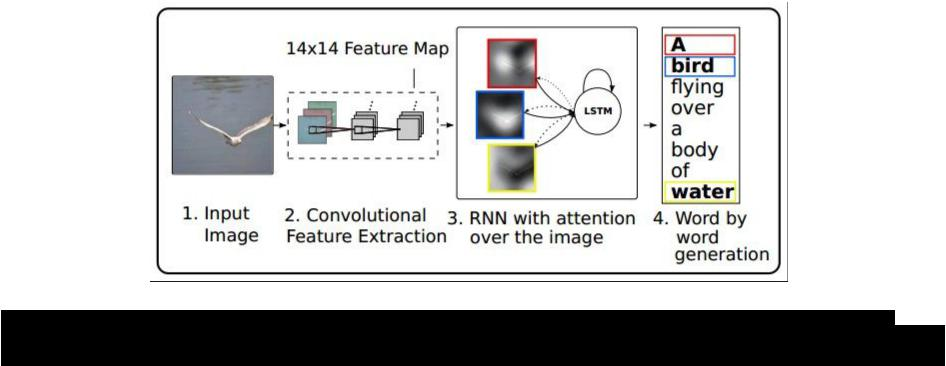 14x14 Feature Map
LSTM
A
bird
flying
over
a
body
of
water
1. Input
Image
2. Convolutional
Feature Extraction
3. RNN with attention
over the image
4. Word by
word
generation